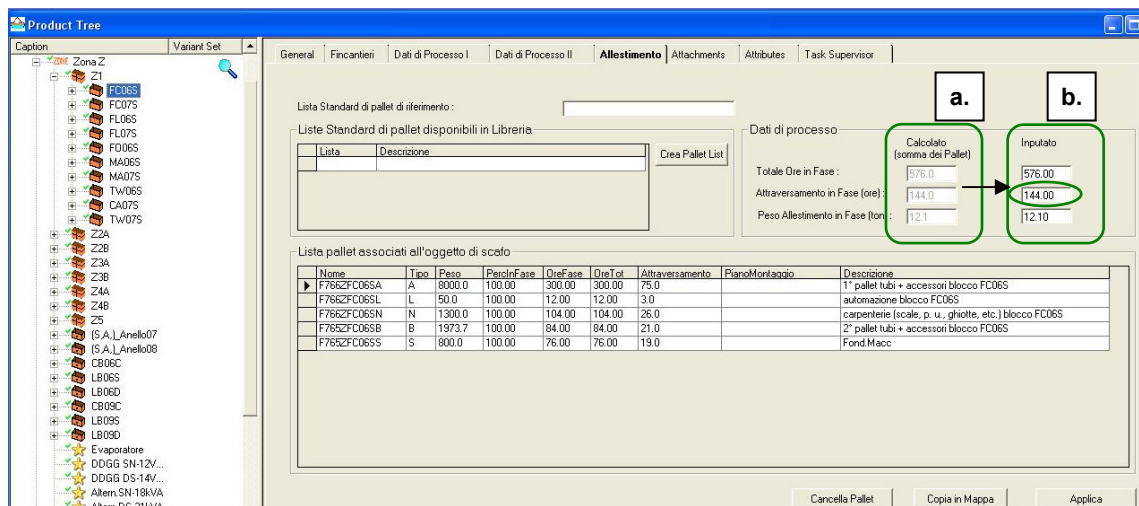 Product Tree
Caption Variant Set
ZONE Zona Z
Z1
FC06S
FC07S
FL06S
FL07S
FO06S
MA06S
MA07S
TW06S
CA07S
TW07S
Z2A
Z2B
Z3A
Z3B
Z4A
Z4B
Z5
(S,A,)_Anello07
(S,A,)_Anello08
CB06C
LB06S
LB06D
CB09C
LB09S
LB09D
Evaporatore
DDGG SN-12V...
DDGG DS-14V...
Altern.SN-18kVA
General Fincantieri Dati di Processo I Dati di Processo II Allestimento Attachments Attributes Task Supervisor
Lista Standard di pallet di riferimento :
Liste Standard di pallet disponibili in Libreria
Lista Descrizione
Crea Pallet List
a. b.
Dati di processo
Calcolato (somma dei Pallet) Inputato
Totale Ore in Fase : 576.0 576.00
Attraversamento in Fase (ore) : 144.0 144.00
Peso Allestimento in Fase (ton) : 12.1 12.10
Lista pallet associati all'oggetto di scafo
Nome Tipo Peso PercInFase OreFase OreTot Attraversamento PianoMontaggio Descrizione
F766ZFC06SA A 8000.0 100.00 300.00 300.00 75.0 1° pallet tubi + accessori blocco FC06S
F766ZFC06SL L 50.0 100.00 12.00 12.00 3.0 automazione blocco FC06S
F766ZFC06SN N 1300.0 100.00 104.00 104.00 26.0 carpenterie (scale, p. u., ghiotte, etc.) blocco FC06S
F765ZFC06SB B 1973.7 100.00 84.00 84.00 21.0 2° pallet tubi + accessori blocco FC06S
F765ZFC06SS S 800.0 100.00 76.00 76.00 19.0 Fond.Macc
Cancella Pallet Copia in Mappa Applica